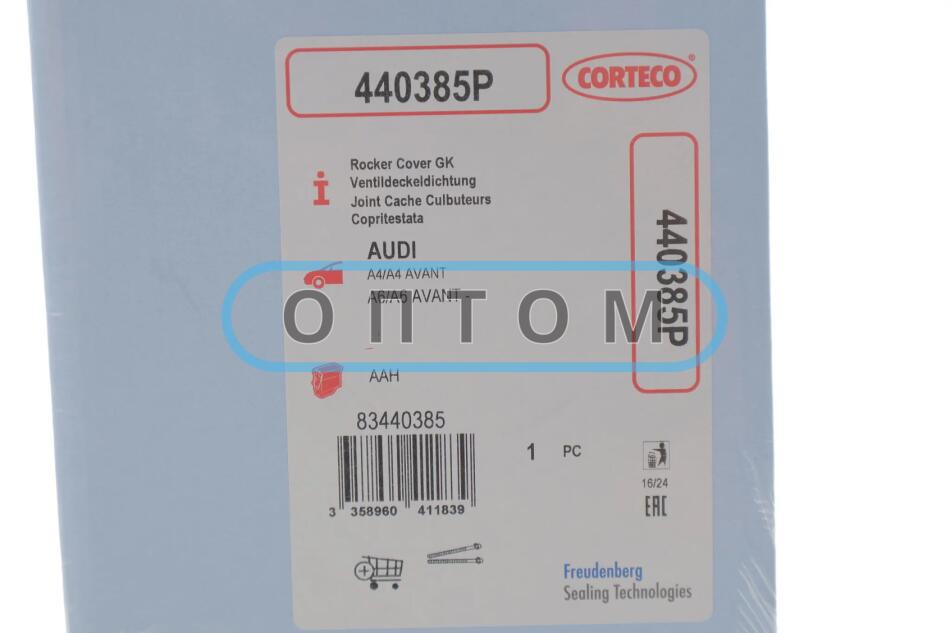 440385P
CORTECO®
Rocker Cover GK
Ventildeckeldichtung
Joint Cache Culbuteurs
Copritestata
AUDI
A4/A4 AVANT
A6/A6 AVANT -
440385P
ОПТОМ
AAH
83440385
1 PC
3 358960 411839
16/24
EAC
Freudenberg
Sealing Technologies